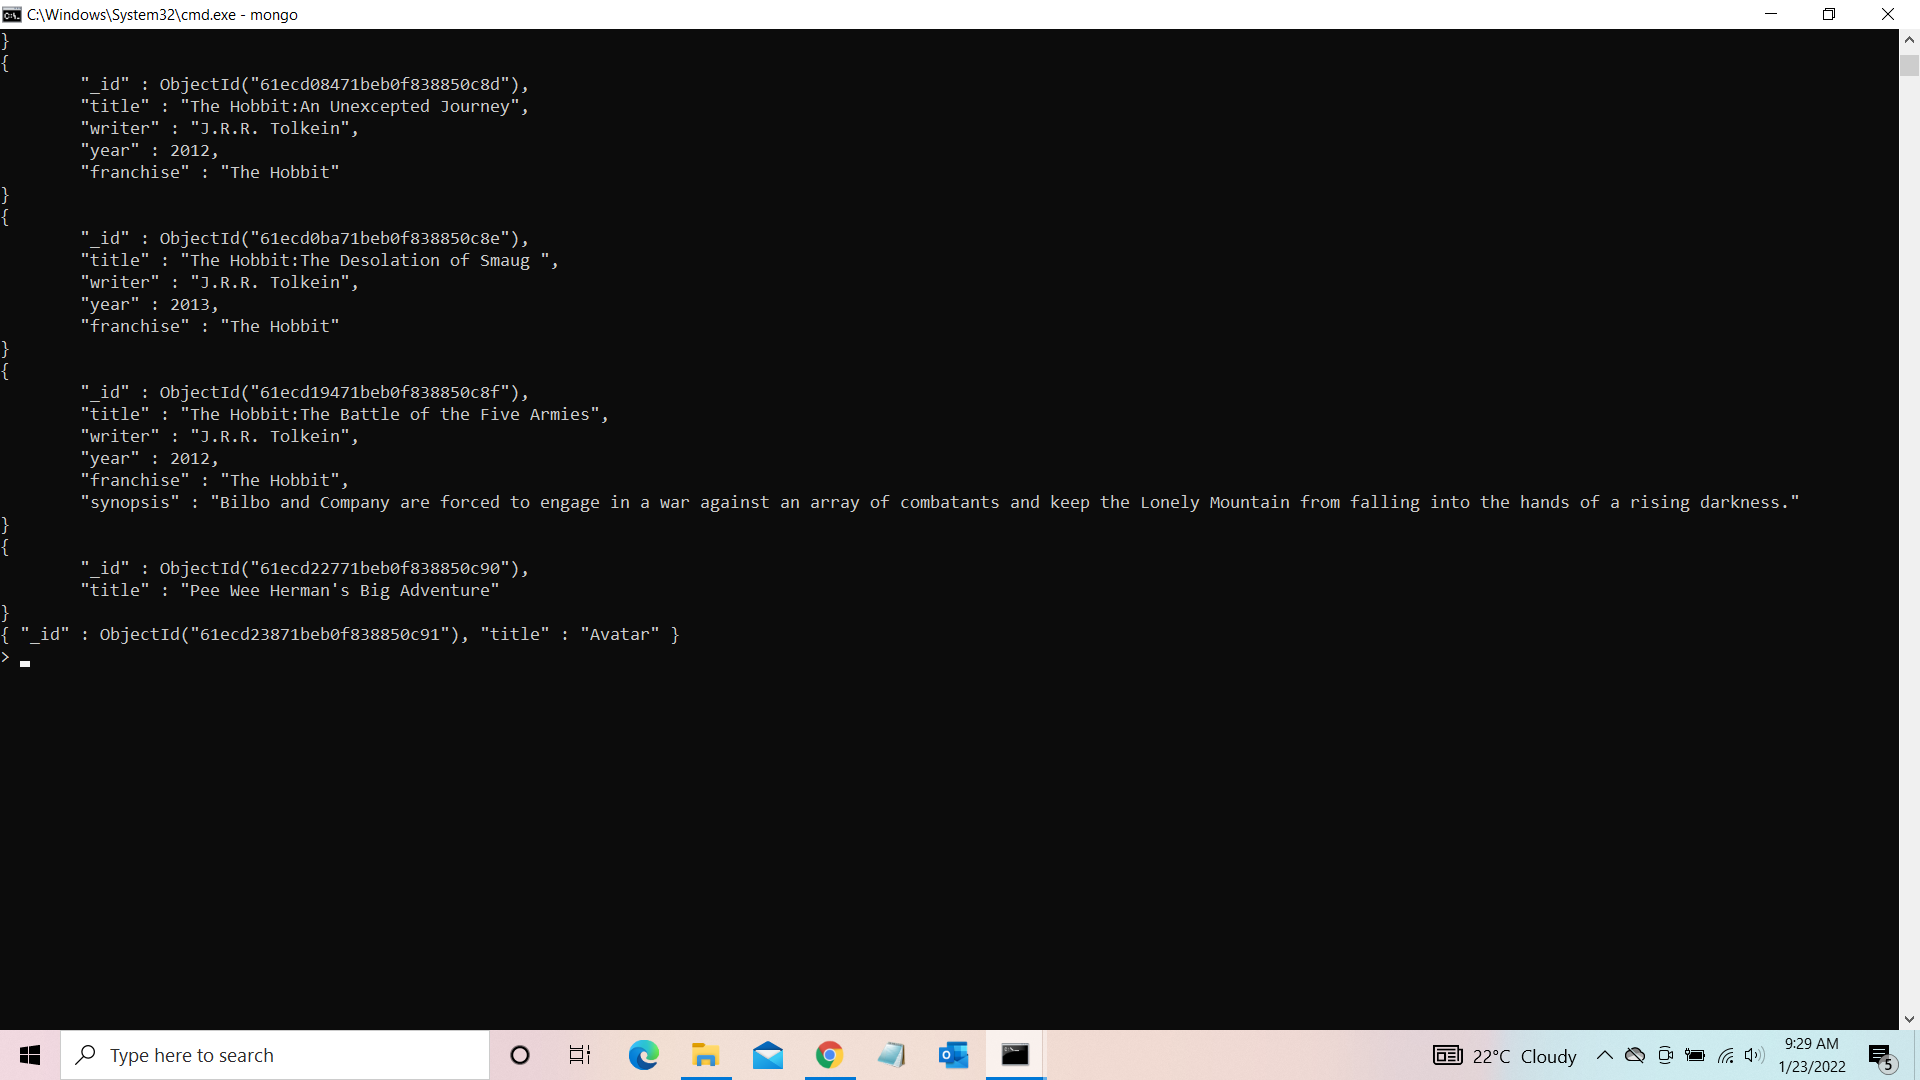 C:\Windows\System32\cmd.exe - mongo
}
{
"_id" : ObjectId("61ecd08471beb0f838850c8d"),
"title" : "The Hobbit:An Unexcepted Journey",
"writer" : "J.R.R. Tolkein",
"year" : 2012,
"franchise" : "The Hobbit"
}
{
"_id" : ObjectId("61ecd0ba71beb0f838850c8e"),
"title" : "The Hobbit:The Desolation of Smaug ",
"writer" : "J.R.R. Tolkein",
"year" : 2013,
"franchise" : "The Hobbit"
}
{
"_id" : ObjectId("61ecd19471beb0f838850c8f"),
"title" : "The Hobbit:The Battle of the Five Armies",
"writer" : "J.R.R. Tolkein",
"year" : 2012,
"franchise" : "The Hobbit",
"synopsis" : "Bilbo and Company are forced to engage in a war against an array of combatants and keep the Lonely Mountain from falling into the hands of a rising darkness."
}
{
"_id" : ObjectId("61ecd22771beb0f838850c90"),
"title" : "Pee Wee Herman's Big Adventure"
}
{ "_id" : ObjectId("61ecd23871beb0f838850c91"), "title" : "Avatar" }
>
Type here to search
22°C Cloudy
9:29 AM
1/23/2022
5